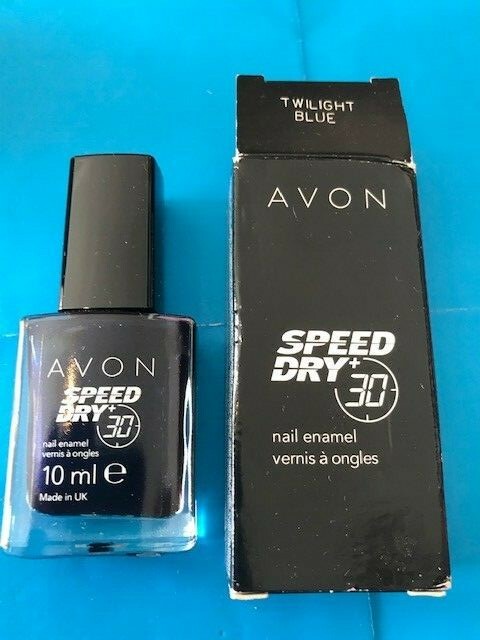 AVON
SPEED
DRY+
30
nail enamel
vernis à ongles
10 ml ℮
Made in UK
TWILIGHT
BLUE
AVON
SPEED
DRY+
30
nail enamel
vernis à ongles